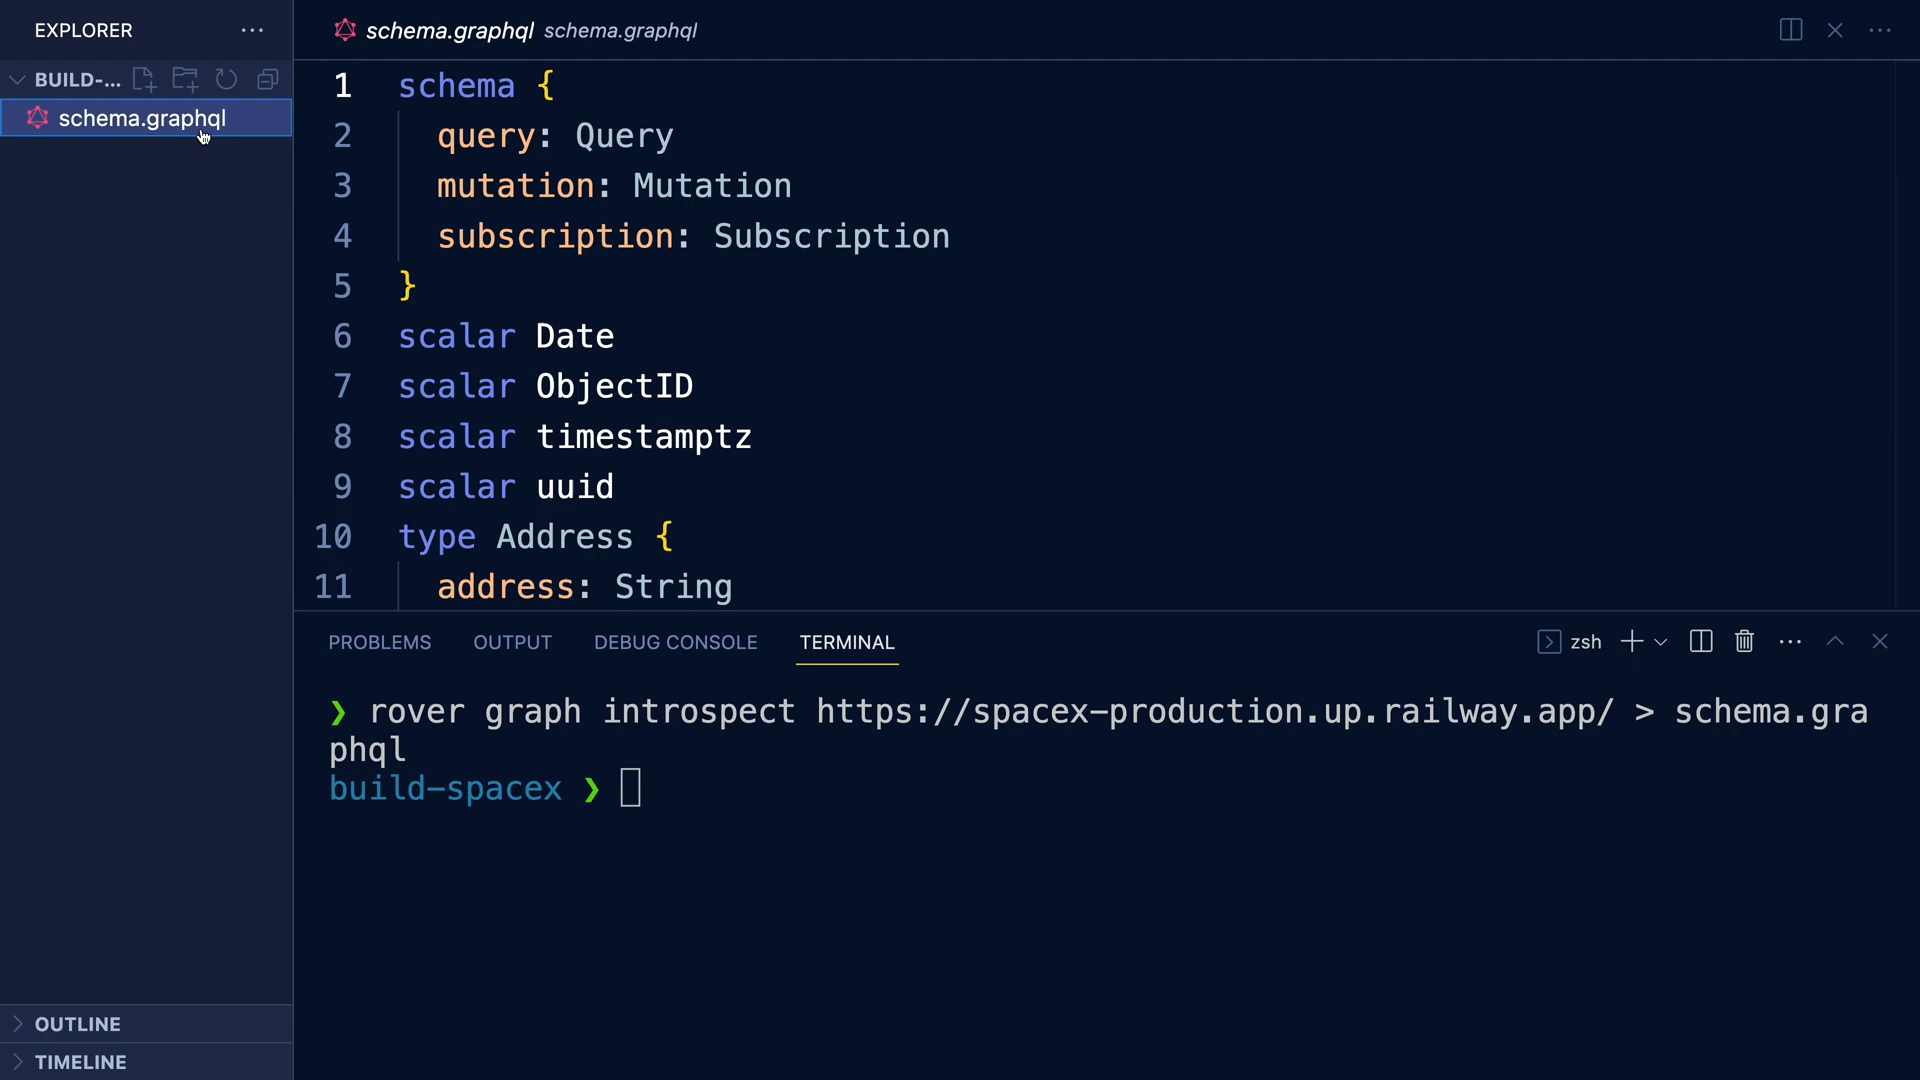 EXPLORER
BUILD-...
schema.graphql
OUTLINE
TIMELINE
schema.graphql schema.graphql
1 schema {
2 query: Query
3 mutation: Mutation
4 subscription: Subscription
5 }
6 scalar Date
7 scalar ObjectID
8 scalar timestamptz
9 scalar uuid
10 type Address {
11 address: String
PROBLEMS OUTPUT DEBUG CONSOLE TERMINAL zsh
❯ rover graph introspect https://spacex-production.up.railway.app/ > schema.gra
phql
build-spacex ❯